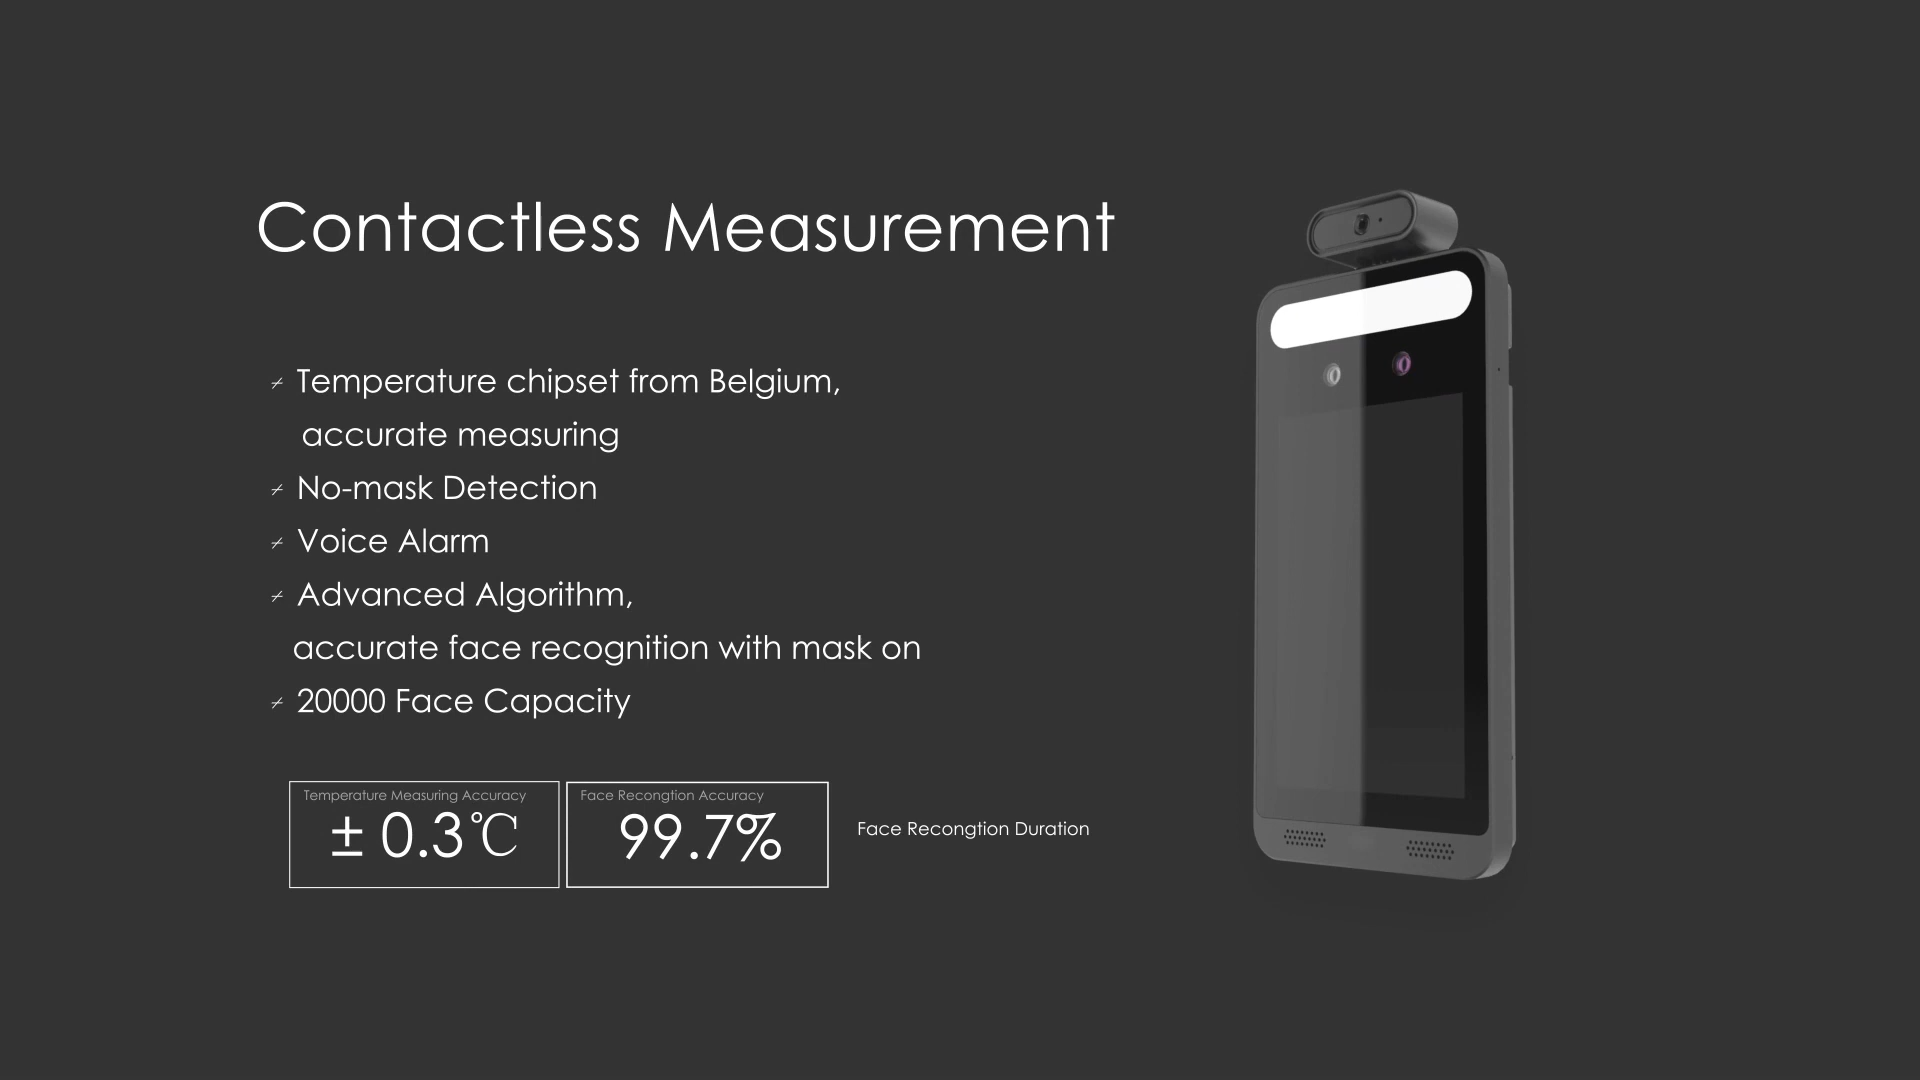 Contactless Measurement
≁ Temperature chipset from Belgium,
accurate measuring
≁ No-mask Detection
≁ Voice Alarm
≁ Advanced Algorithm,
accurate face recognition with mask on
≁ 20000 Face Capacity
Temperature Measuring Accuracy
± 0.3℃
Face Recongtion Accuracy
99.7%
Face Recongtion Duration